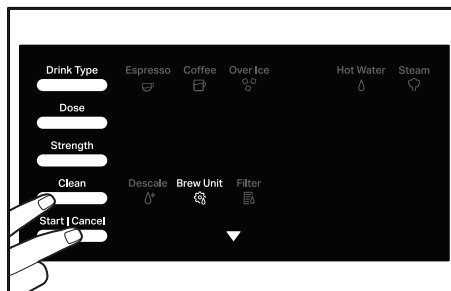 Drink Type Espresso Coffee Over Ice Hot Water Steam
Dose
Strength
Clean Descale Brew Unit Filter
Start | Cancel